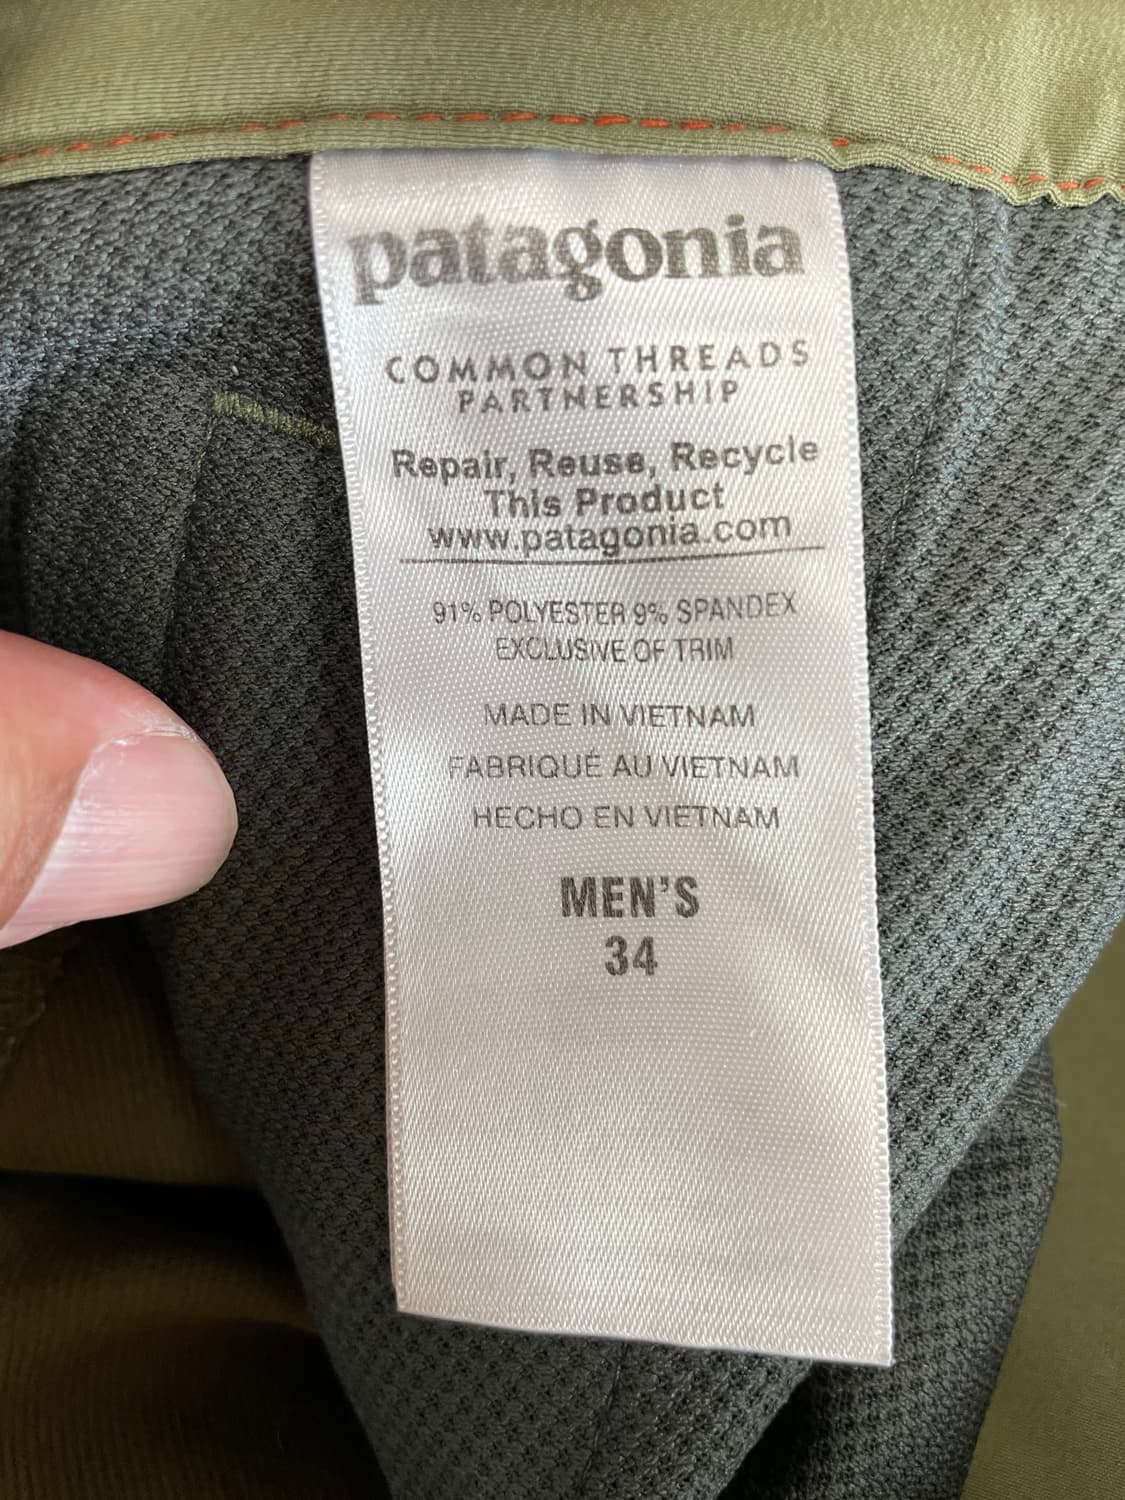 patagonia
COMMON THREADS
PARTNERSHIP
Repair, Reuse, Recycle
This Product
www.patagonia.com
91% POLYESTER 9% SPANDEX
EXCLUSIVE OF TRIM
MADE IN VIETNAM
FABRIQUÉ AU VIETNAM
HECHO EN VIETNAM
MEN'S
34